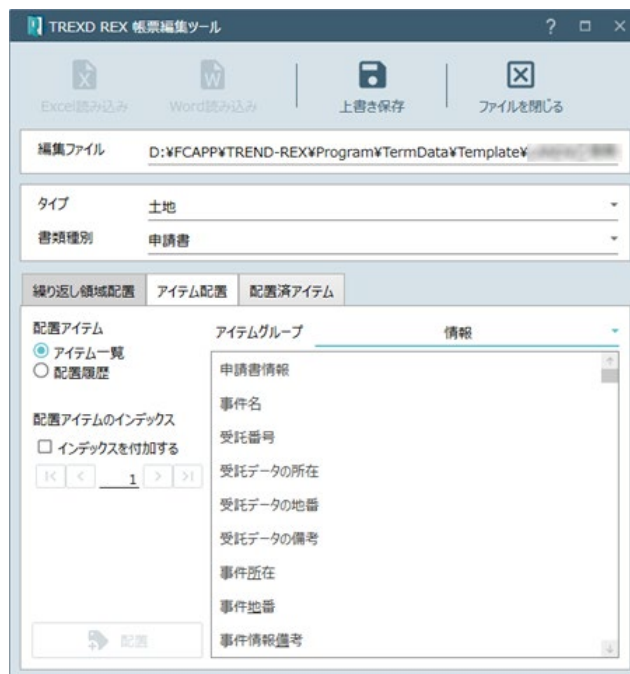 TREXD REX 帳票編集ツール ?
Excel読み込み Word読み込み 上書き保存 ファイルを閉じる
編集ファイル D:¥FCAPP¥TREND-REX¥Program¥TermData¥Template¥
タイプ 土地
書類種別 申請書
繰り返し領域配置 アイテム配置 配置済アイテム
配置アイテム アイテムグループ 情報
アイテム一覧
配置履歴
配置アイテムのインデックス
インデックスを付加する
1
配置
申請書情報
事件名
受託番号
受託データの所在
受託データの地番
受託データの備考
事件所在
事件地番
事件情報備考